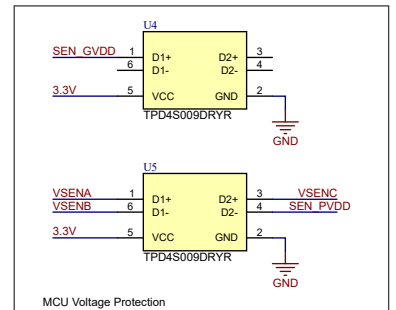 U4
SEN_GVDD 1 D1+ D2+ 3
6 D1- D2- 4
3.3V 5 VCC GND 2
TPD4S009DRYR
GND
U5
VSENA 1 D1+ D2+ 3 VSENC
VSENB 6 D1- D2- 4 SEN_PVDD
3.3V 5 VCC GND 2
TPD4S009DRYR
GND
MCU Voltage Protection